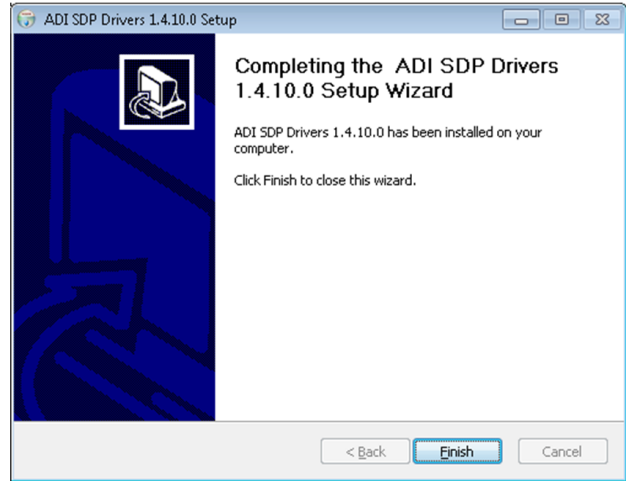 ADI SDP Drivers 1.4.10.0 Setup
Completing the ADI SDP Drivers
1.4.10.0 Setup Wizard
ADI SDP Drivers 1.4.10.0 has been installed on your
computer.
Click Finish to close this wizard.
< Back
Finish
Cancel